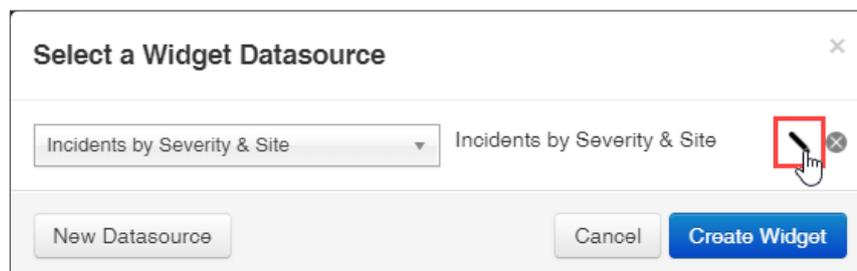 Select a Widget Datasource
Incidents by Severity & Site
Incidents by Severity & Site
New Datasource
Cancel
Create Widget